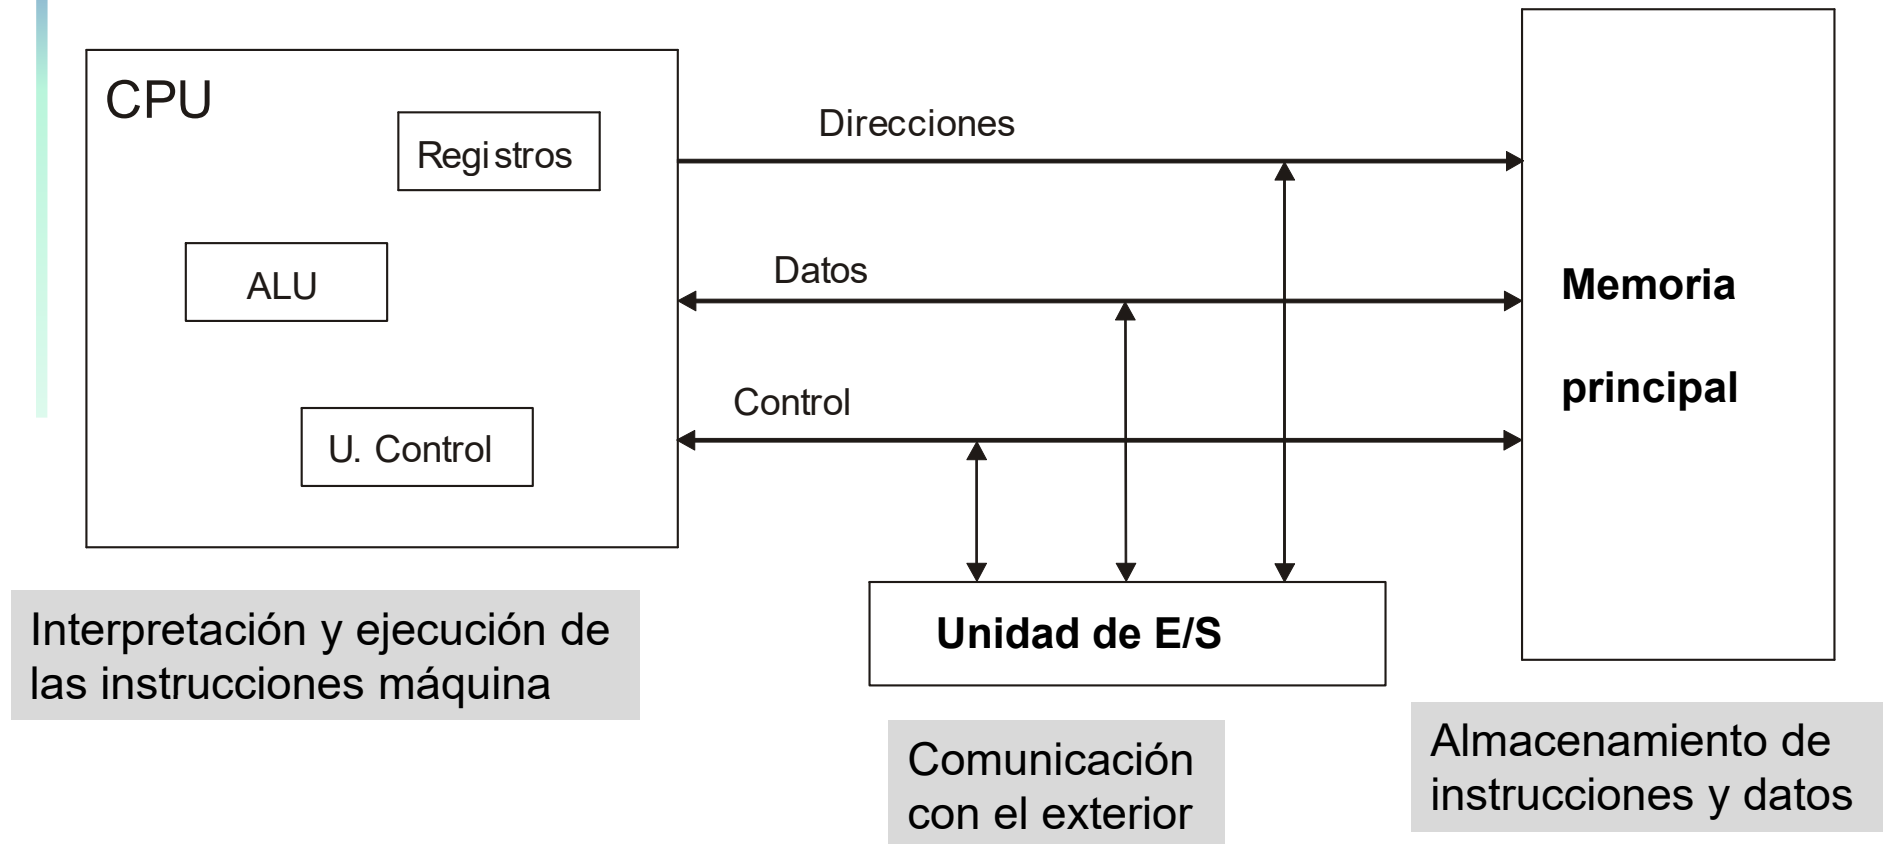 CPU
Registros
ALU
U. Control
Direcciones
Datos
Control
Memoria
principal
Unidad de E/S
Interpretación y ejecución de
las instrucciones máquina
Comunicación
con el exterior
Almacenamiento de
instrucciones y datos